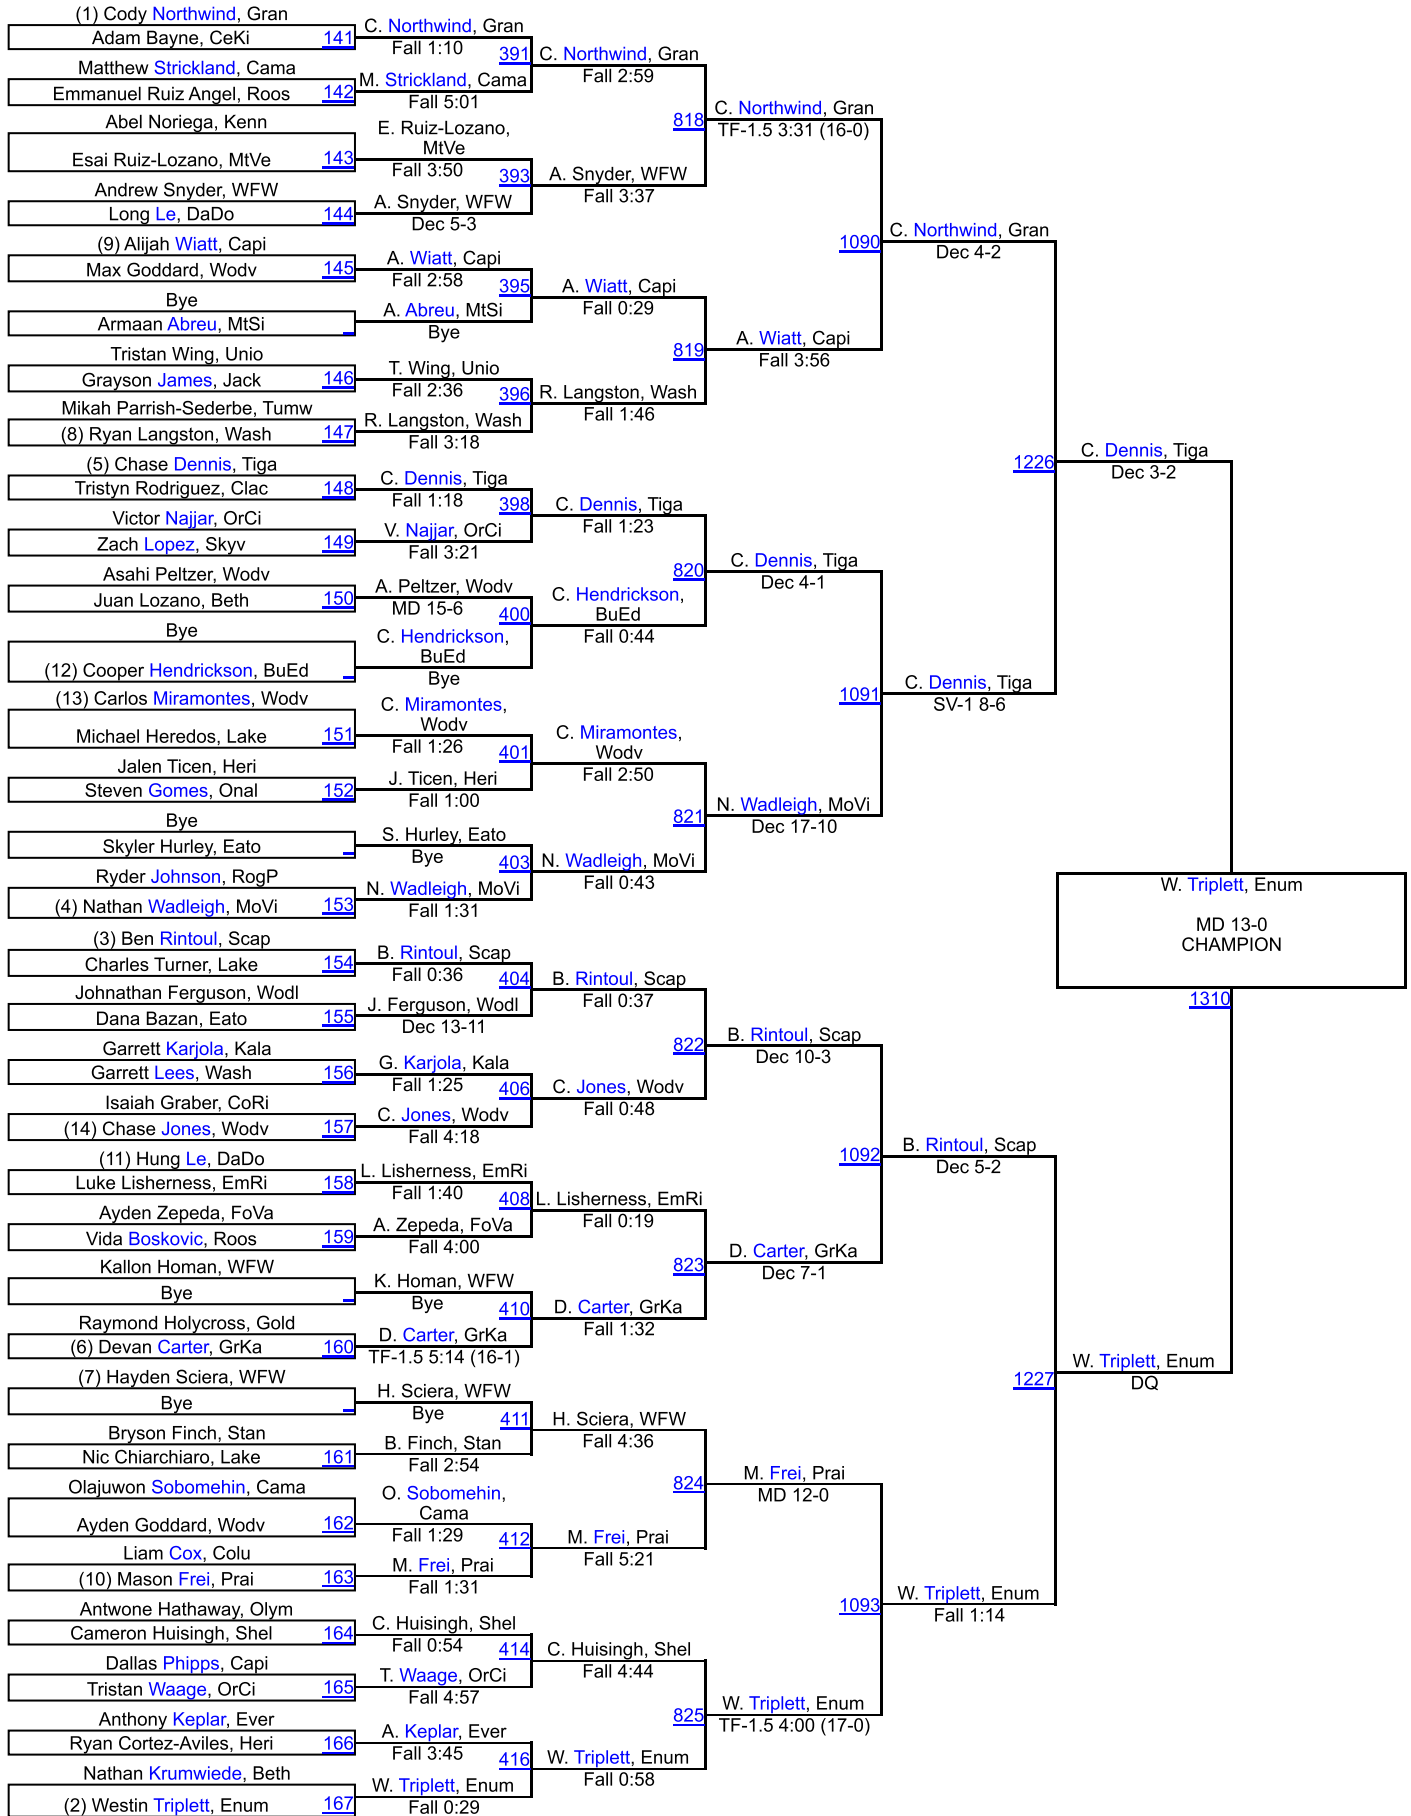 (1) Cody Northwind, Gran
Adam Bayne, CeKi 141
Matthew Strickland, Cama
Emmanuel Ruiz Angel, Roos 142
Abel Noriega, Kenn
Esai Ruiz-Lozano, MtVe 143
Andrew Snyder, WFW
Long Le, DaDo 144
(9) Alijah Wiatt, Capi
Max Goddard, Wodv 145
Bye
Armaan Abreu, MtSi
Tristan Wing, Unio
Grayson James, Jack 146
Mikah Parrish-Sederbe, Tumw
(8) Ryan Langston, Wash 147
(5) Chase Dennis, Tiga
Tristyn Rodriguez, Clac 148
Victor Najjar, OrCi
Zach Lopez, Skyv 149
Asahi Peltzer, Wodv
Juan Lozano, Beth 150
Bye
(12) Cooper Hendrickson, BuEd
(13) Carlos Miramontes, Wodv
Michael Heredos, Lake 151
Jalen Ticen, Heri
Steven Gomes, Onal 152
Bye
Skyler Hurley, Eato
Ryder Johnson, RogP
(4) Nathan Wadleigh, MoVi 153
(3) Ben Rintoul, Scap
Charles Turner, Lake 154
Johnathan Ferguson, Wodl
Dana Bazan, Eato 155
Garrett Karjola, Kala
Garrett Lees, Wash 156
Isaiah Graber, CoRi
(14) Chase Jones, Wodv 157
(11) Hung Le, DaDo
Luke Lisherness, EmRi 158
Ayden Zepeda, FoVa
Vida Boskovic, Roos 159
Kallon Homan, WFW
Bye
Raymond Holycross, Gold
(6) Devan Carter, GrKa 160
(7) Hayden Sciera, WFW
Bye
Bryson Finch, Stan
Nic Chiarchiaro, Lake 161
Olajuwon Sobomehin, Cama
Ayden Goddard, Wodv 162
Liam Cox, Colu
(10) Mason Frei, Prai 163
Antwone Hathaway, Olym
Cameron Huisingh, Shel 164
Dallas Phipps, Capi
Tristan Waage, OrCi 165
Anthony Keplar, Ever
Ryan Cortez-Aviles, Heri 166
Nathan Krumwiede, Beth
(2) Westin Triplett, Enum 167
C. Northwind, Gran
Fall 1:10
391
M. Strickland, Cama
Fall 5:01
E. Ruiz-Lozano,
MtVe
Fall 3:50
393
A. Snyder, WFW
Dec 5-3
A. Wiatt, Capi
Fall 2:58
395
A. Abreu, MtSi
Bye
T. Wing, Unio
Fall 2:36
396
R. Langston, Wash
Fall 3:18
C. Dennis, Tiga
Fall 1:18
398
V. Najjar, OrCi
Fall 3:21
A. Peltzer, Wodv
MD 15-6
400
C. Hendrickson,
BuEd
Bye
C. Miramontes,
Wodv
Fall 1:26
401
J. Ticen, Heri
Fall 1:00
S. Hurley, Eato
Bye
403
N. Wadleigh, MoVi
Fall 1:31
B. Rintoul, Scap
Fall 0:36
404
J. Ferguson, Wodl
Dec 13-11
G. Karjola, Kala
Fall 1:25
406
C. Jones, Wodv
Fall 4:18
L. Lisherness, EmRi
Fall 1:40
408
A. Zepeda, FoVa
Fall 4:00
K. Homan, WFW
Bye
410
D. Carter, GrKa
TF-1.5 5:14 (16-1)
H. Sciera, WFW
Bye
411
B. Finch, Stan
Fall 2:54
O. Sobomehin,
Cama
Fall 1:29
412
M. Frei, Prai
Fall 1:31
C. Huisingh, Shel
Fall 0:54
414
T. Waage, OrCi
Fall 4:57
A. Keplar, Ever
Fall 3:45
416
W. Triplett, Enum
Fall 0:29
C. Northwind, Gran
Fall 2:59
818
A. Snyder, WFW
Fall 3:37
A. Wiatt, Capi
Fall 0:29
819
R. Langston, Wash
Fall 1:46
C. Dennis, Tiga
Fall 1:23
820
C. Hendrickson,
BuEd
Fall 0:44
C. Miramontes,
Wodv
Fall 2:50
821
N. Wadleigh, MoVi
Fall 0:43
B. Rintoul, Scap
Fall 0:37
822
C. Jones, Wodv
Fall 0:48
L. Lisherness, EmRi
Fall 0:19
823
D. Carter, GrKa
Fall 1:32
H. Sciera, WFW
Fall 4:36
824
M. Frei, Prai
Fall 5:21
C. Huisingh, Shel
Fall 4:44
825
W. Triplett, Enum
Fall 0:58
C. Northwind, Gran
TF-1.5 3:31 (16-0)
1090
A. Wiatt, Capi
Fall 3:56
C. Dennis, Tiga
Dec 4-1
1091
N. Wadleigh, MoVi
Dec 17-10
B. Rintoul, Scap
Dec 10-3
1092
D. Carter, GrKa
Dec 7-1
M. Frei, Prai
MD 12-0
1093
W. Triplett, Enum
TF-1.5 4:00 (17-0)
C. Northwind, Gran
Dec 4-2
1226
C. Dennis, Tiga
SV-1 8-6
B. Rintoul, Scap
Dec 5-2
1227
W. Triplett, Enum
Fall 1:14
C. Dennis, Tiga
Dec 3-2
W. Triplett, Enum
DQ
W. Triplett, Enum
MD 13-0
CHAMPION
1310